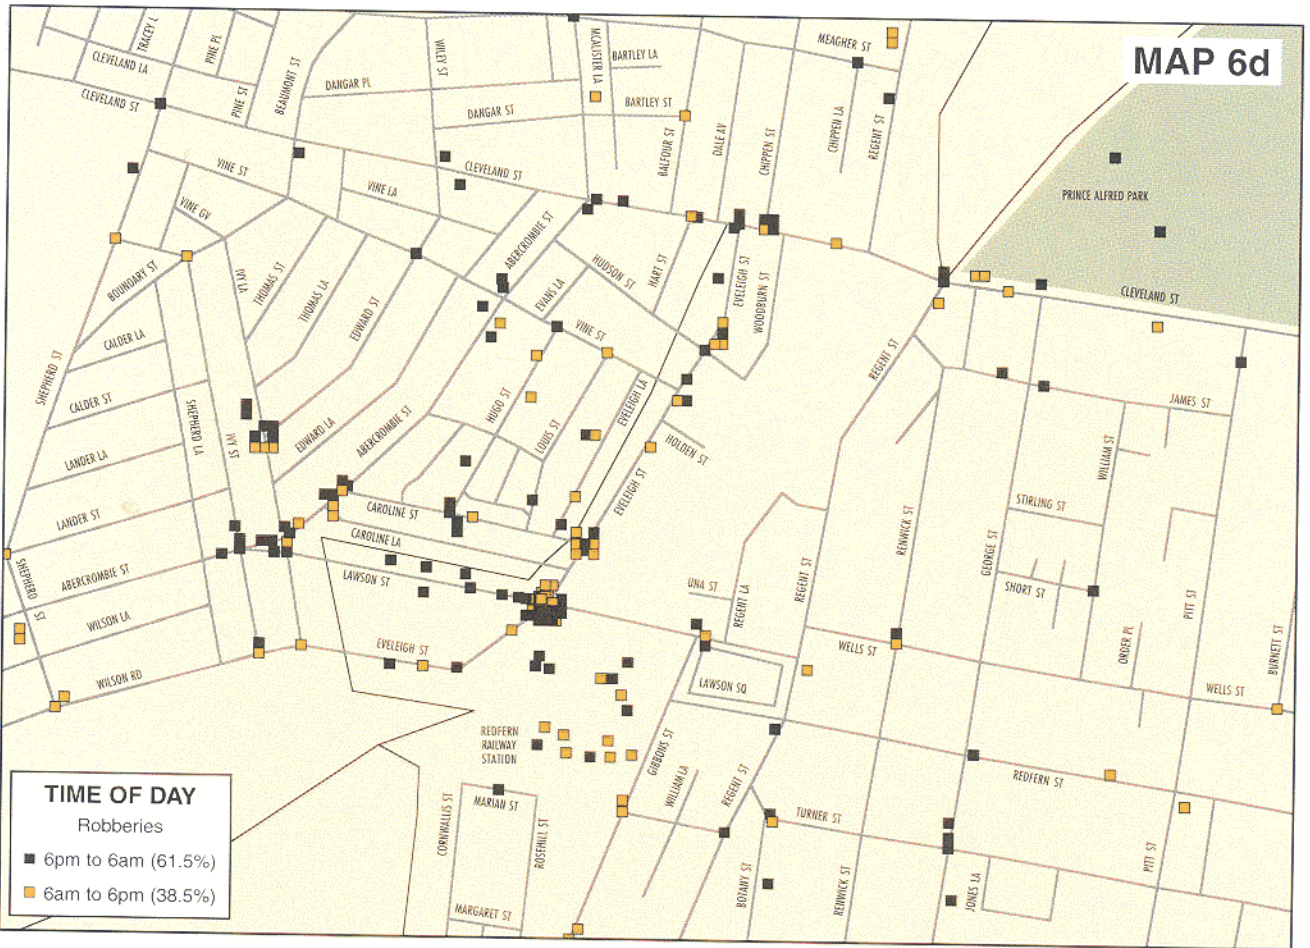 MAP 6d
TRACEY L
PINE PL
CLEVELAND LA
CLEVELAND ST
PINE ST
BEAUMONT ST
WILEY ST
DANGAR PL
DANGAR ST
MCALISTER LA
BARTLEY LA
BARTLEY ST
BALFOUR ST
DALE AV
CHIPPEN ST
MEAGHER ST
CHIPPEN LA
REGENT ST
PRINCE ALFRED PARK
VINE ST
VINE LA
CLEVELAND ST
VINE GV
BOUNDARY ST
IVY LA
THOMAS ST
THOMAS LA
EDWARD ST
ABERCROMBIE ST
EVANS LA
HUDSON ST
HART ST
EVELEIGH ST
WOODBURN ST
CLEVELAND ST
VINE ST
CALDER LA
SHEPHERD ST
CALDER ST
SHEPHERD LA
IVY ST
EDWARD LA
ABERCROMBIE ST
HUGO ST
LOUIS ST
EVELEIGH LA
HOLDEN ST
REGENT ST
JAMES ST
LANDER LA
LANDER ST
WILLIAM ST
CAROLINE ST
CAROLINE LA
LAWSON ST
EVELEIGH ST
RENWICK ST
STIRLING ST
GEORGE ST
SHORT ST
SHEPHERD ST
ABERCROMBIE ST
WILSON LA
UNA ST
REGENT LA
REGENT ST
PITT ST
WILSON RD
EVELEIGH ST
WELLS ST
ORDER PL
BURNETT ST
LAWSON SQ
WELLS ST
REDFERN
RAILWAY
STATION
GIBBONS ST
WILLIAM LA
REGENT ST
REDFERN ST
CORNWALLIS ST
MARIAN ST
ROSEHILL ST
TURNER ST
PITT ST
BOTANY ST
RENWICK ST
JONES LA
MARGARET ST
TIME OF DAY
Robberies
6pm to 6am (61.5%)
6am to 6pm (38.5%)